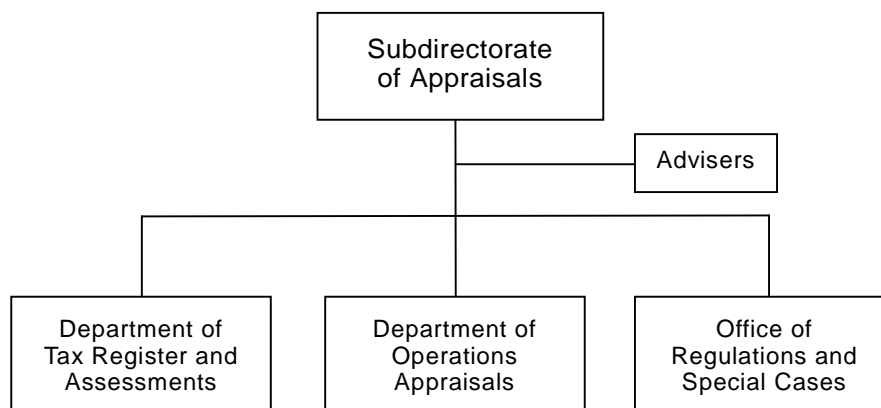 Subdirectorate
of Appraisals
Advisers
Department of
Tax Register and
Assessments
Department of
Operations
Appraisals
Office of
Regulations and
Special Cases